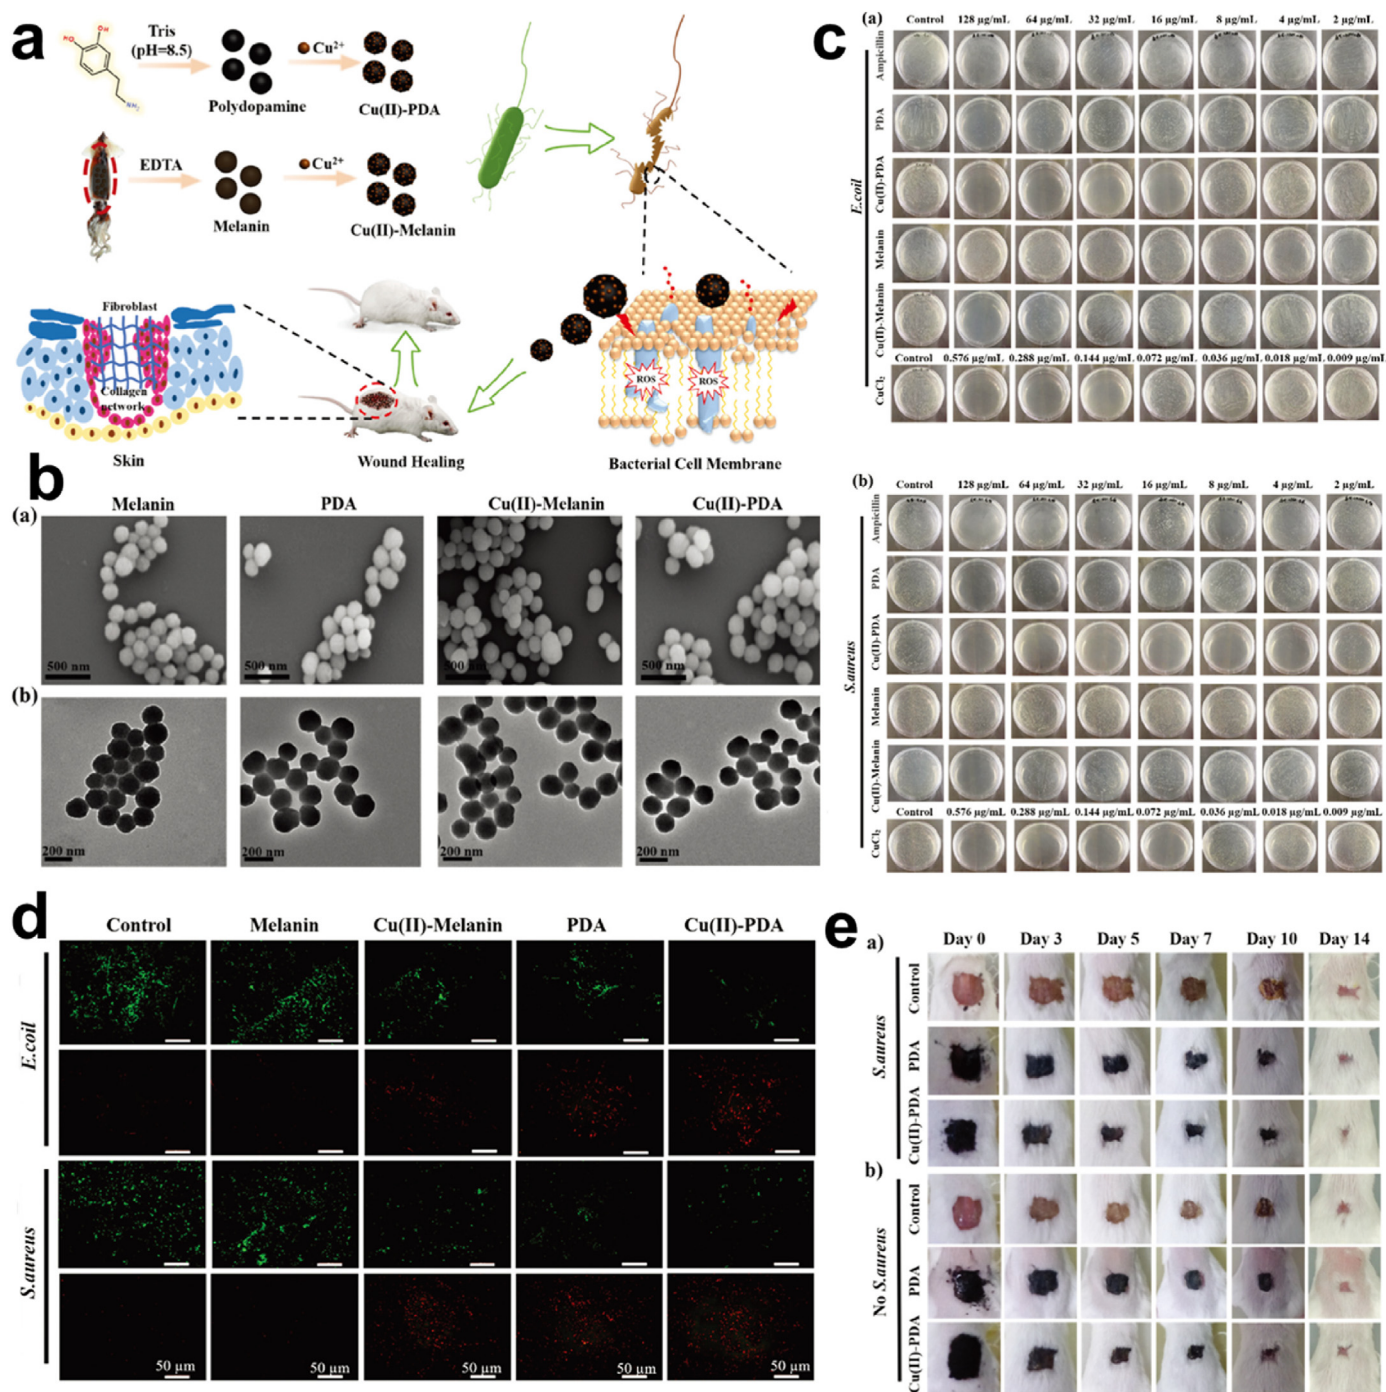 a
OH
HO
NH₂
Tris
(pH=8.5)
Cu²⁺
Polydopamine
Cu(II)-PDA
EDTA
Cu²⁺
Melanin
Cu(II)-Melanin
Fibroblast
Collagen
network
Skin
Wound Healing
ROS
ROS
Bacterial Cell Membrane
b
Melanin
PDA
Cu(II)-Melanin
Cu(II)-PDA
(a)
500 nm
500 nm
500 nm
500 nm
(b)
200 nm
200 nm
200 nm
200 nm
c
(a)
Control 128 µg/mL 64 µg/mL 32 µg/mL 16 µg/mL 8 µg/mL 4 µg/mL 2 µg/mL
E.coil
Ampicillin
PDA
Cu(II)-PDA
Melanin
Cu(II)-Melanin
Control 0.576 µg/mL 0.288 µg/mL 0.144 µg/mL 0.072 µg/mL 0.036 µg/mL 0.018 µg/mL 0.009 µg/mL
CuCl₂
(b)
Control 128 µg/mL 64 µg/mL 32 µg/mL 16 µg/mL 8 µg/mL 4 µg/mL 2 µg/mL
S.aureus
Ampicillin
PDA
Cu(II)-PDA
Melanin
Cu(II)-Melanin
Control 0.576 µg/mL 0.288 µg/mL 0.144 µg/mL 0.072 µg/mL 0.036 µg/mL 0.018 µg/mL 0.009 µg/mL
CuCl₂
d
Control Melanin Cu(II)-Melanin PDA Cu(II)-PDA
E.coil
S.aureus
50 µm
50 µm
50 µm
50 µm
50 µm
e
a)
Day 0 Day 3 Day 5 Day 7 Day 10 Day 14
S.aureus
Control
PDA
Cu(II)-PDA
b)
No S.aureus
Control
PDA
Cu(II)-PDA